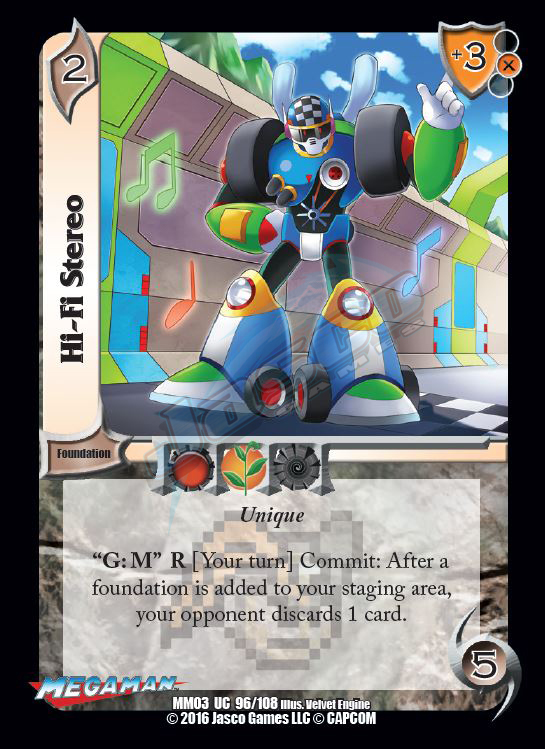 2
+3
Hi-Fi Stereo
Foundation
Unique
“G: M” R [Your turn] Commit: After a
foundation is added to your staging area,
your opponent discards 1 card.
5
MEGAMAN™
MM03 UC 96/108 Illus. Velvet Engine
© 2016 Jasco Games LLC © CAPCOM